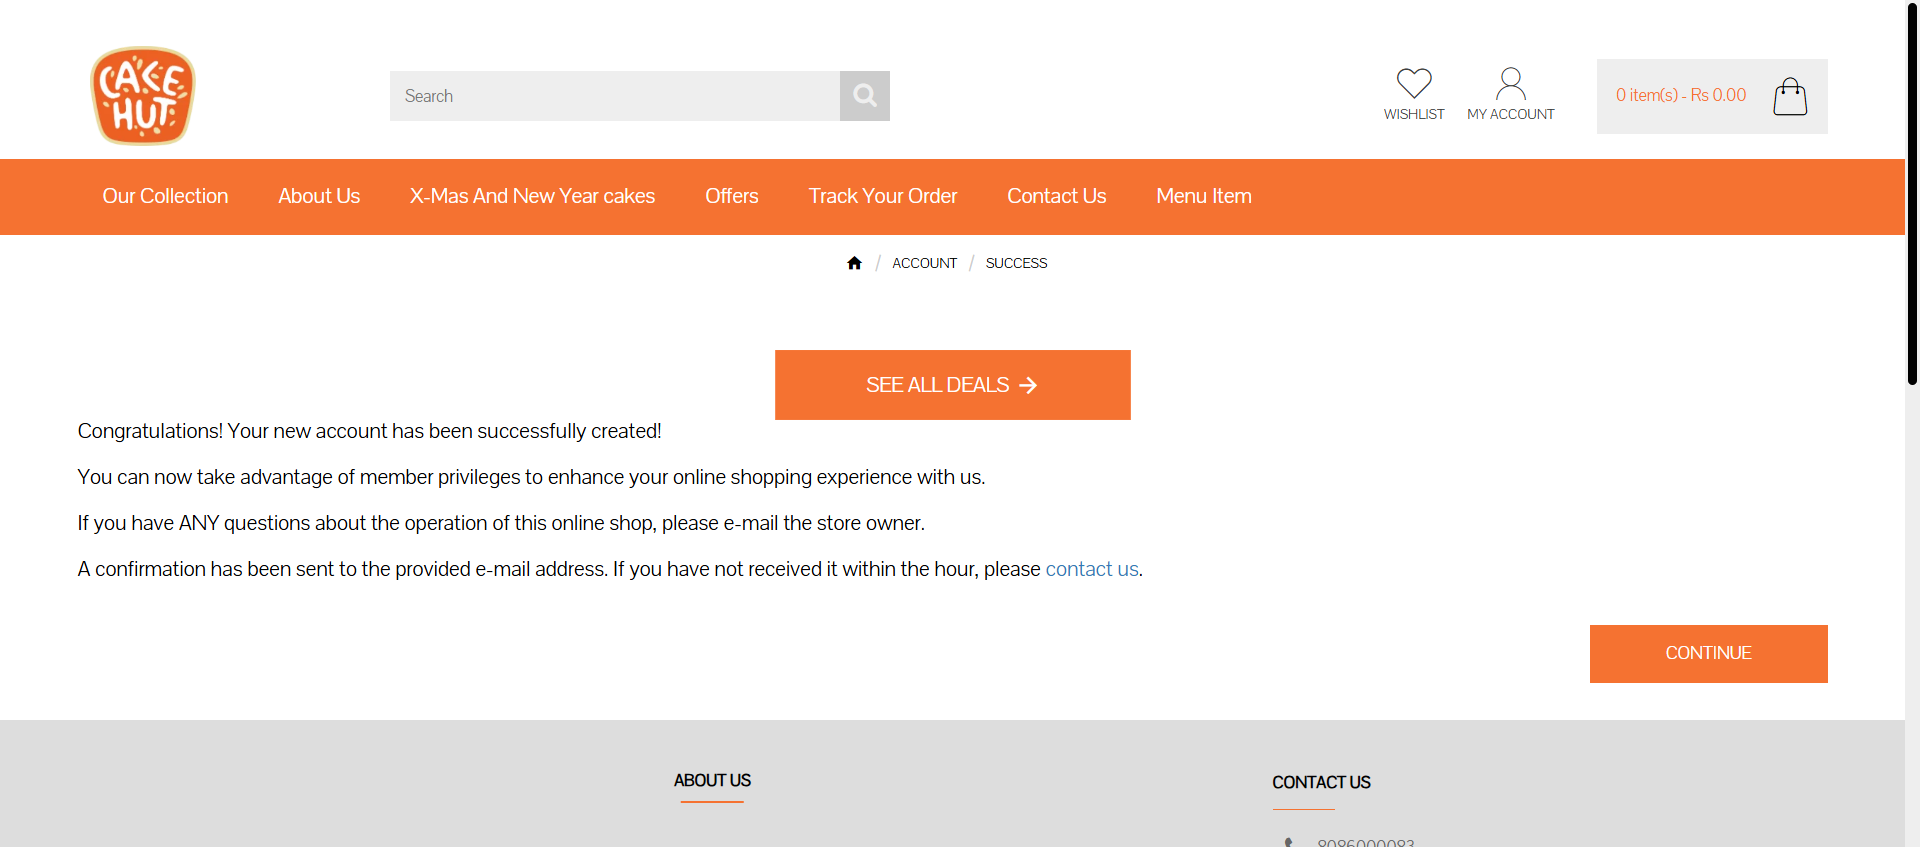 CAKE
HUT
Search
WISHLIST
MY ACCOUNT
0 item(s) - Rs 0.00
Our Collection
About Us
X-Mas And New Year cakes
Offers
Track Your Order
Contact Us
Menu Item
/ ACCOUNT / SUCCESS
SEE ALL DEALS
Congratulations! Your new account has been successfully created!
You can now take advantage of member privileges to enhance your online shopping experience with us.
If you have ANY questions about the operation of this online shop, please e-mail the store owner.
A confirmation has been sent to the provided e-mail address. If you have not received it within the hour, please contact us.
CONTINUE
ABOUT US
CONTACT US
8086000083